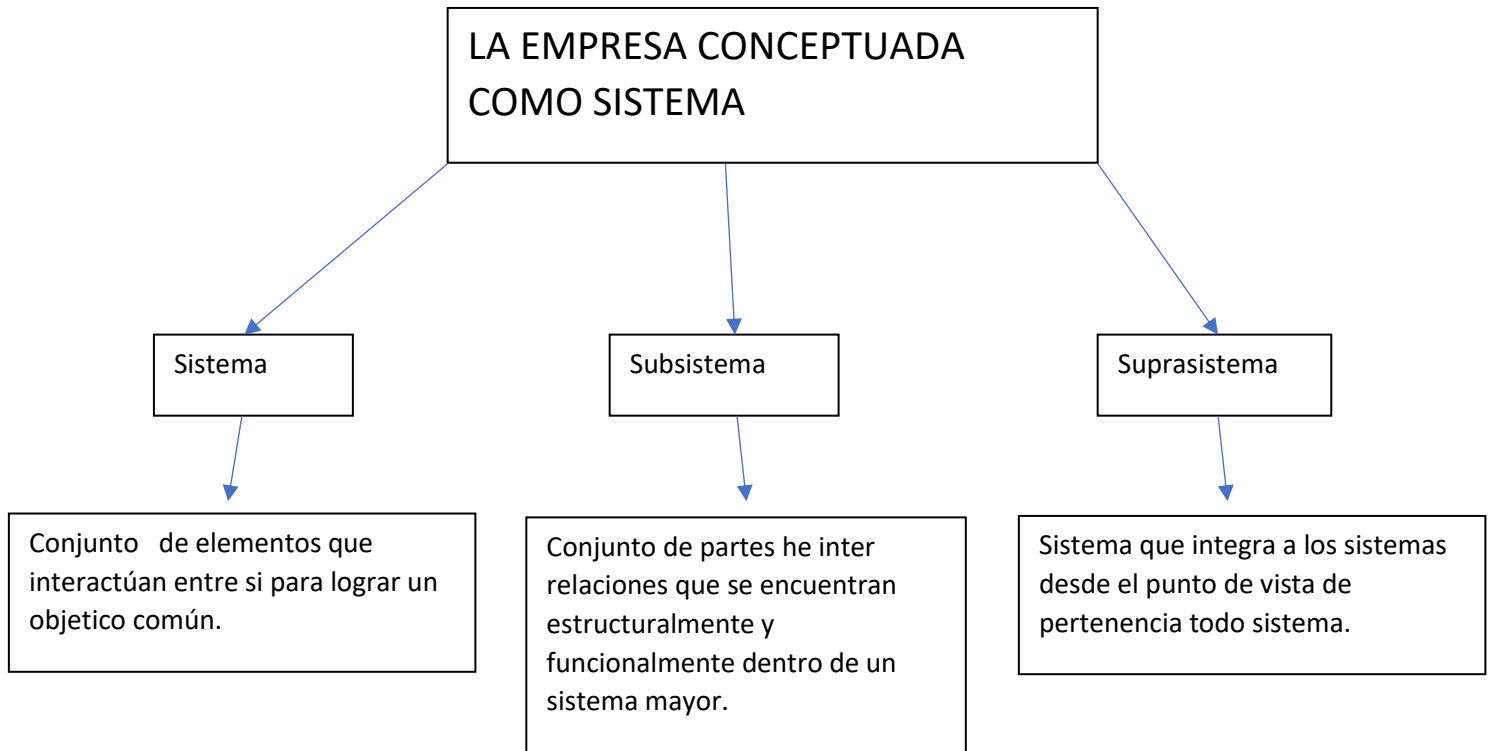 LA EMPRESA CONCEPTUADA
COMO SISTEMA
Sistema
Subsistema
Suprasistema
Conjunto   de elementos que
interactúan entre si para lograr un
objetico común.
Conjunto de partes he inter
relaciones que se encuentran
estructuralmente y
funcionalmente dentro de un
sistema mayor.
Sistema que integra a los sistemas
desde el punto de vista de
pertenencia todo sistema.